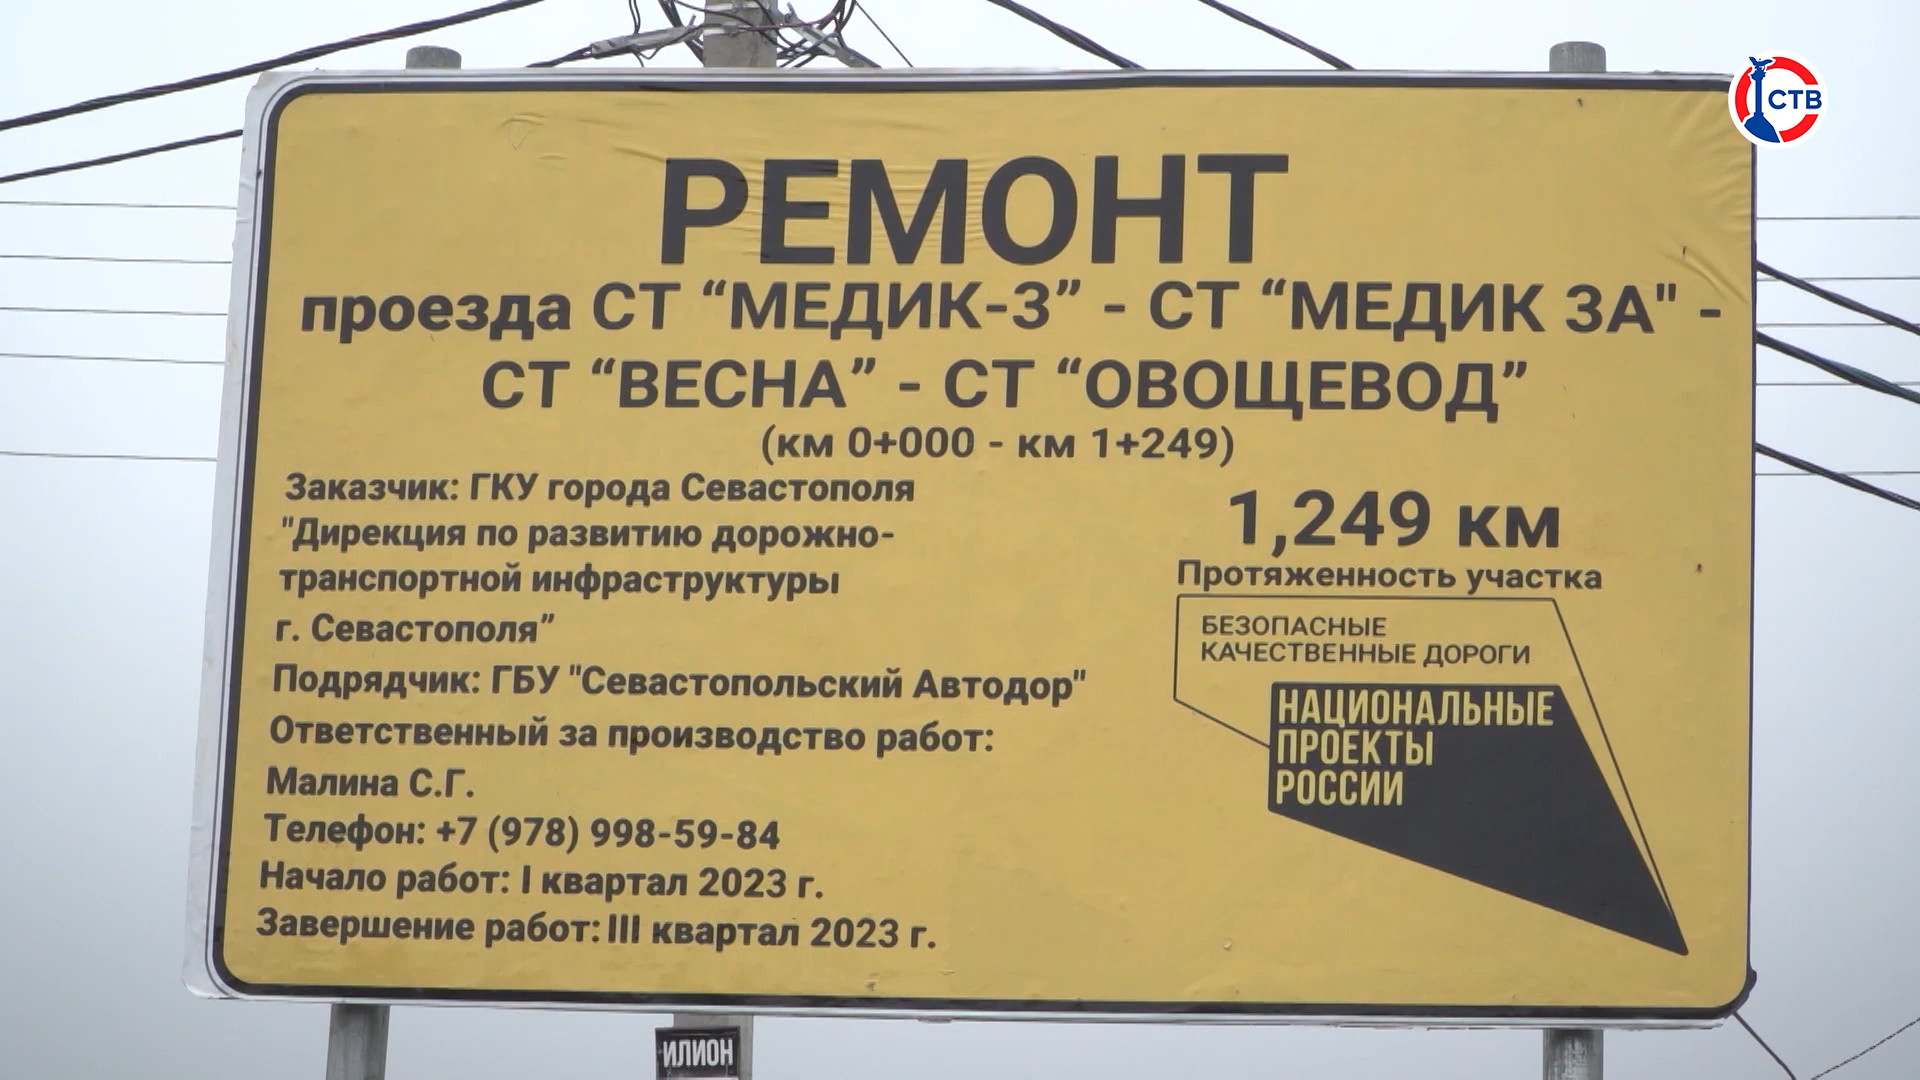 СТВ
РЕМОНТ
проезда СТ “МЕДИК-3” - СТ “МЕДИК 3А" -
СТ “ВЕСНА” - СТ “ОВОЩЕВОД”
(км 0+000 - км 1+249)
Заказчик: ГКУ города Севастополя
"Дирекция по развитию дорожно-
транспортной инфраструктуры
г. Севастополя”
Подрядчик: ГБУ "Севастопольский Автодор"
Ответственный за производство работ:
Малина С.Г.
Телефон: +7 (978) 998-59-84
Начало работ: I квартал 2023 г.
Завершение работ: III квартал 2023 г.
1,249 км
Протяженность участка
БЕЗОПАСНЫЕ
КАЧЕСТВЕННЫЕ ДОРОГИ
НАЦИОНАЛЬНЫЕ
ПРОЕКТЫ
РОССИИ
ИЛИОН